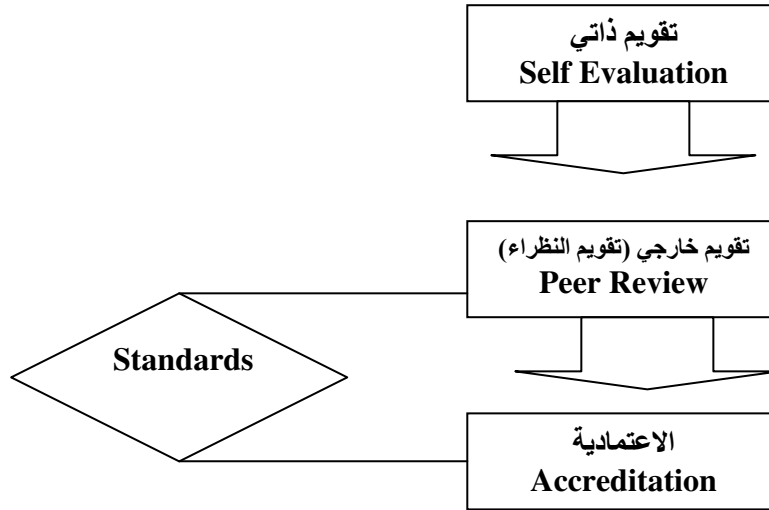 تقويم ذاتي
Self Evaluation
تقويم خارجي (تقويم النظراء)
Peer Review
Standards
الاعتمادية
Accreditation